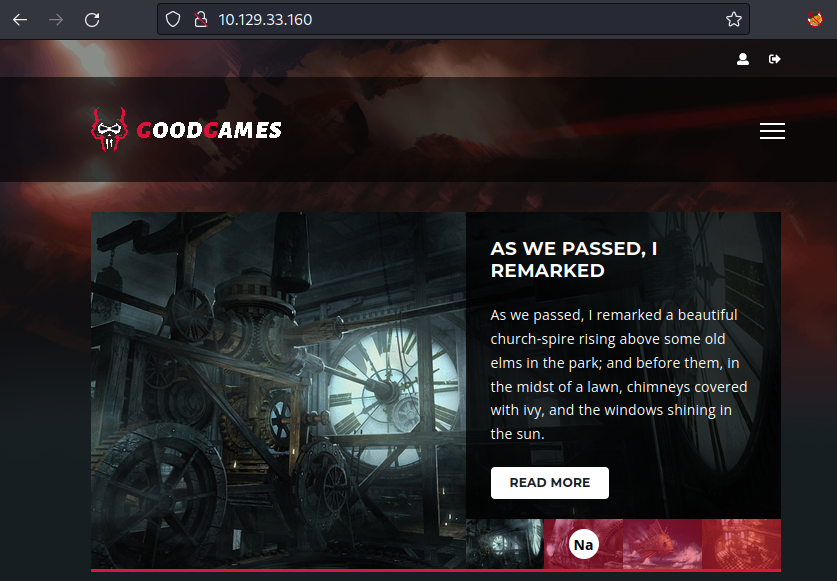 10.129.33.160
GOODGAMES
AS WE PASSED, I
REMARKED
As we passed, I remarked a beautiful
church-spire rising above some old
elms in the park; and before them, in
the midst of a lawn, chimneys covered
with ivy, and the windows shining in
the sun.
READ MORE
Na